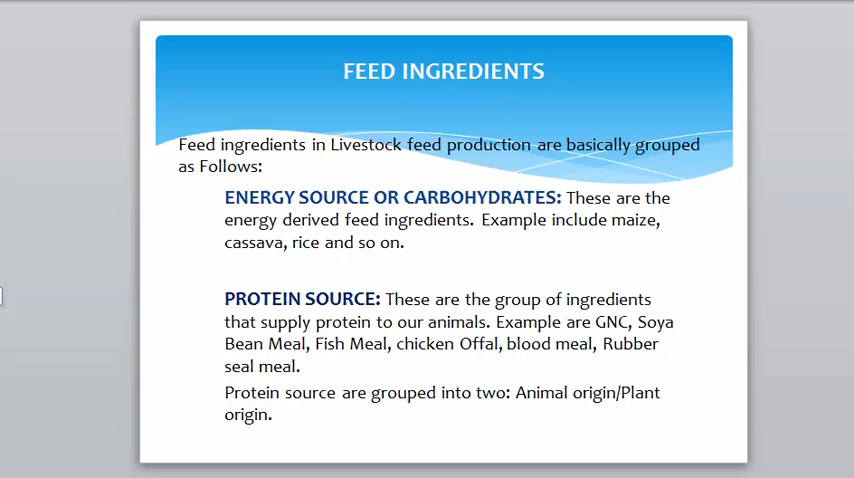 FEED INGREDIENTS
Feed ingredients in Livestock feed production are basically grouped
as Follows:
ENERGY SOURCE OR CARBOHYDRATES: These are the
energy derived feed ingredients. Example include maize,
cassava, rice and so on.
PROTEIN SOURCE: These are the group of ingredients
that supply protein to our animals. Example are GNC, Soya
Bean Meal, Fish Meal, chicken Offal, blood meal, Rubber
seal meal.
Protein source are grouped into two: Animal origin/Plant
origin.